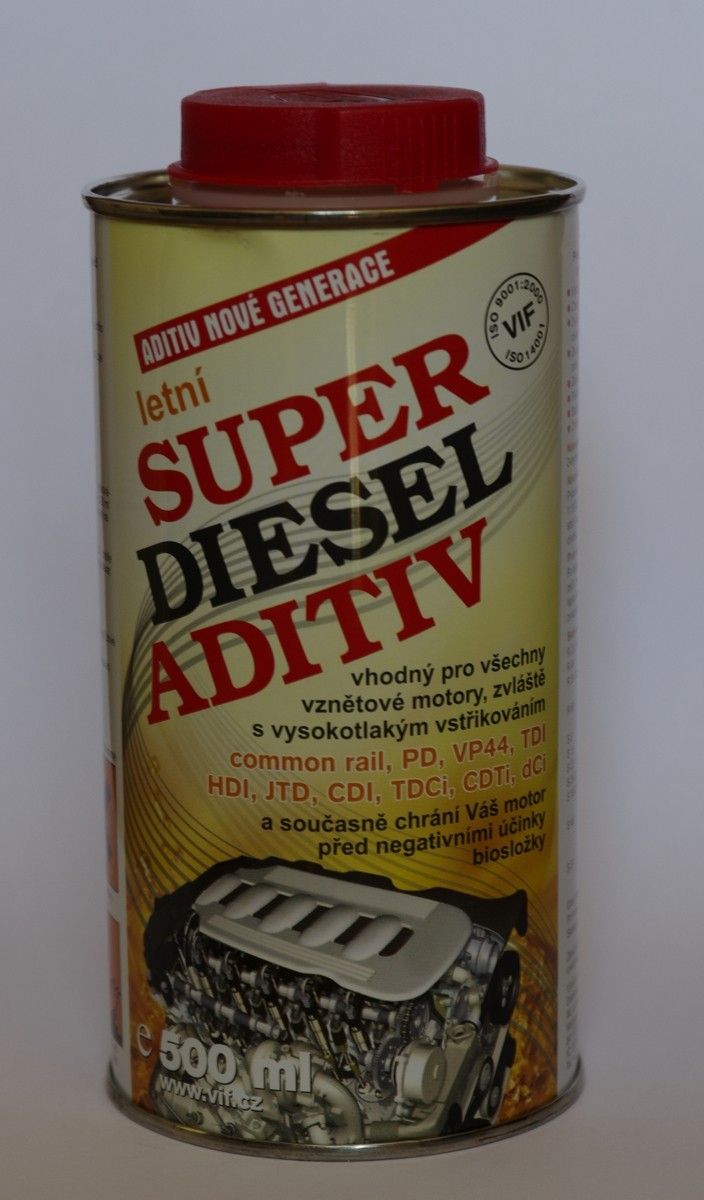 ADITIV NOVÉ GENERACE
ISO 9001:2000
VIF
ISO14001
letní
SUPER
DIESEL
ADITIV
vhodný pro všechny
vznětové motory, zvláště
s vysokotlakým vstřikováním
common rail, PD, VP44, TDI
HDI, JTD, CDI, TDCi, CDTi, dCi
a současně chrání Váš motor
před negativními účinky
biosložky
e 500 ml
www.vif.cz